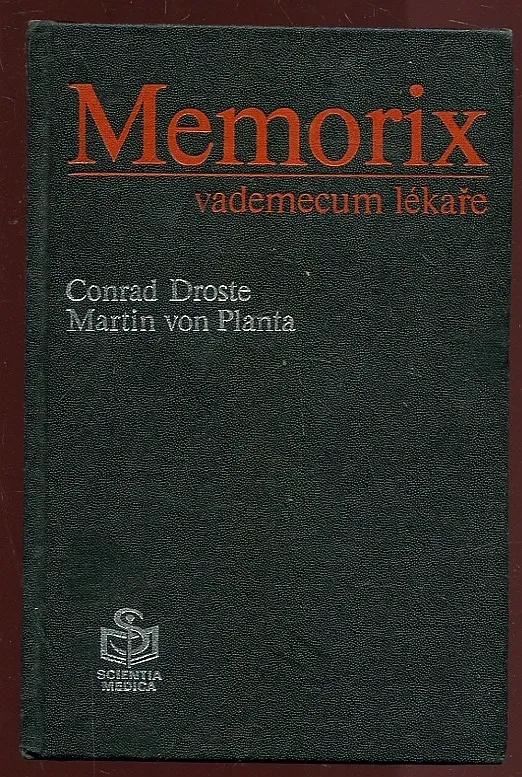 Memorix
vademecum lékaře
Conrad Droste
Martin von Planta
SCIENTIA
MEDICA